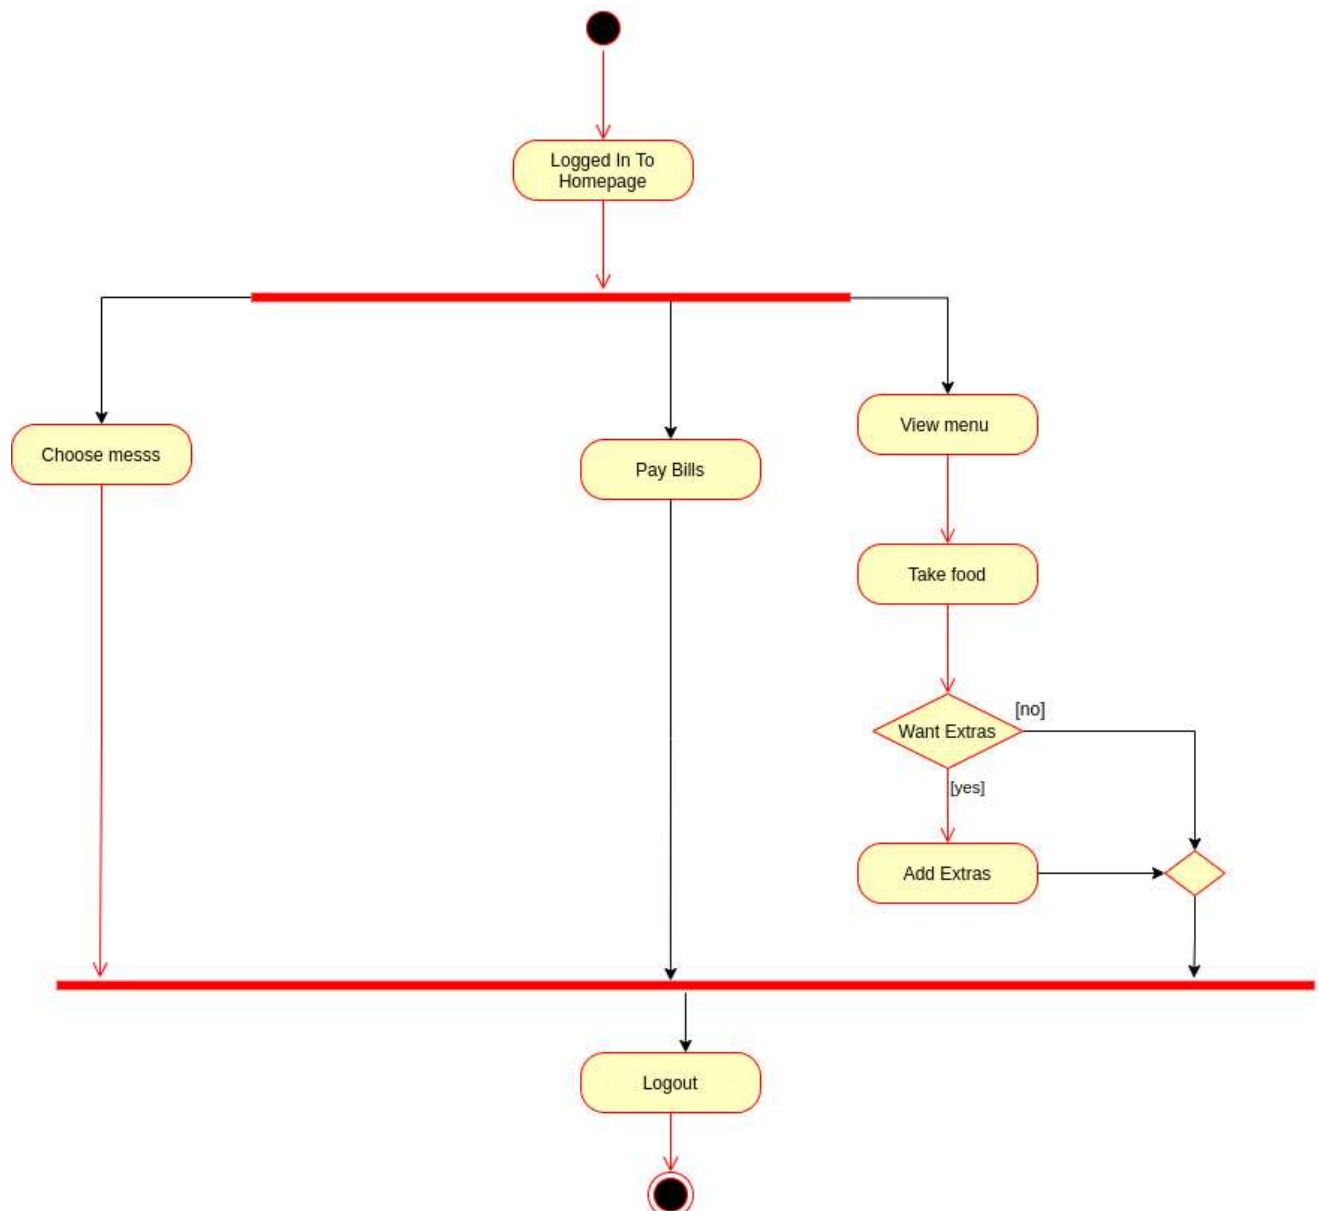 Logged In To
Homepage
Choose messs
Pay Bills
View menu
Take food
Want Extras
[no]
[yes]
Add Extras
Logout